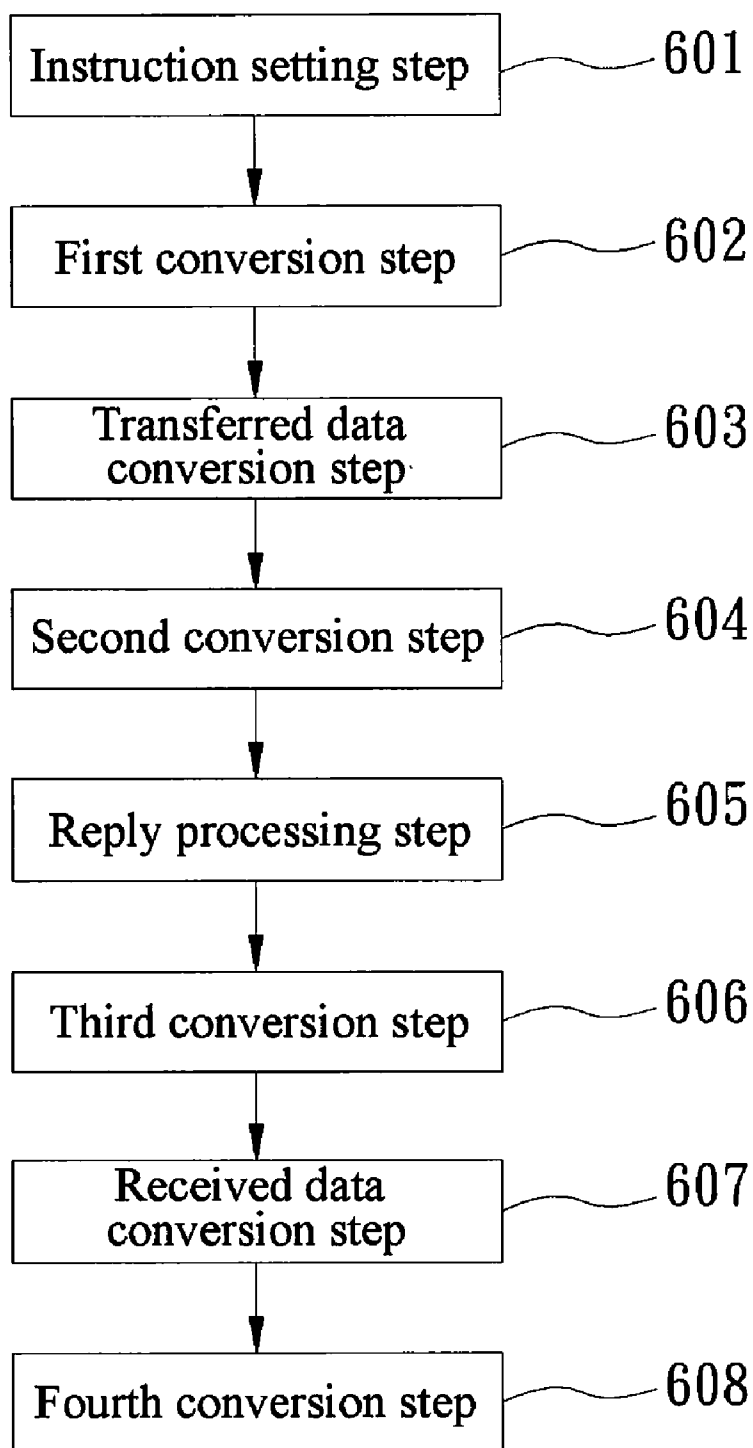 Instruction setting step
601
First conversion step
602
Transferred data
conversion step
603
Second conversion step
604
Reply processing step
605
Third conversion step
606
Received data
conversion step
607
Fourth conversion step
608